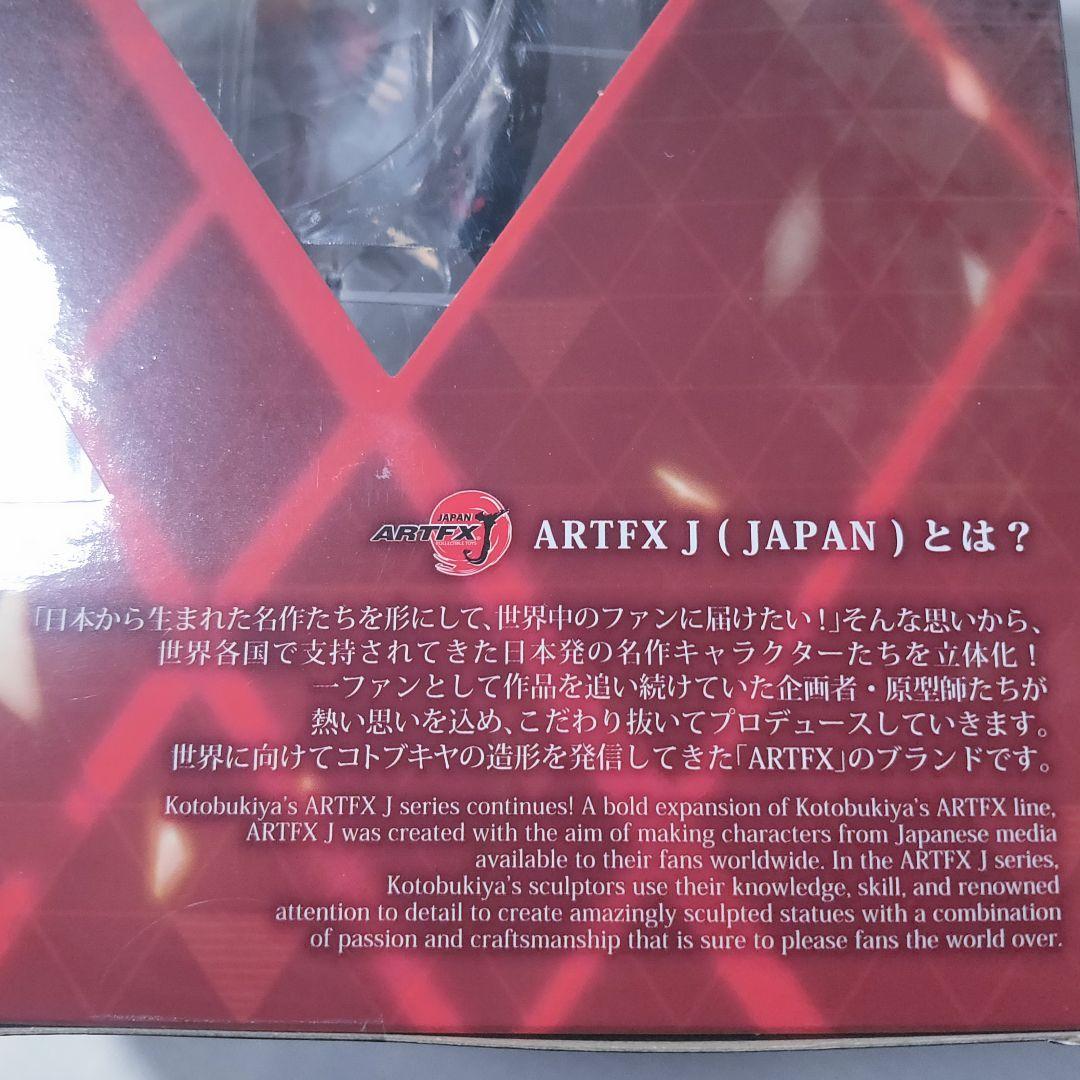 JAPAN
ARTFX J
KOLLECTIBLE TOYS
ARTFX J ( JAPAN ) とは？
「日本から生まれた名作たちを形にして、世界中のファンに届けたい！」そんな思いから、
世界各国で支持されてきた日本発の名作キャラクターたちを立体化！
一ファンとして作品を追い続けていた企画者・原型師たちが
熱い思いを込め、こだわり抜いてプロデュースしていきます。
世界に向けてコトブキヤの造形を発信してきた「ARTFX」のブランドです。
Kotobukiya's ARTFX J series continues! A bold expansion of Kotobukiya's ARTFX line,
ARTFX J was created with the aim of making characters from Japanese media
available to their fans worldwide. In the ARTFX J series,
Kotobukiya's sculptors use their knowledge, skill, and renowned
attention to detail to create amazingly sculpted statues with a combination
of passion and craftsmanship that is sure to please fans the world over.